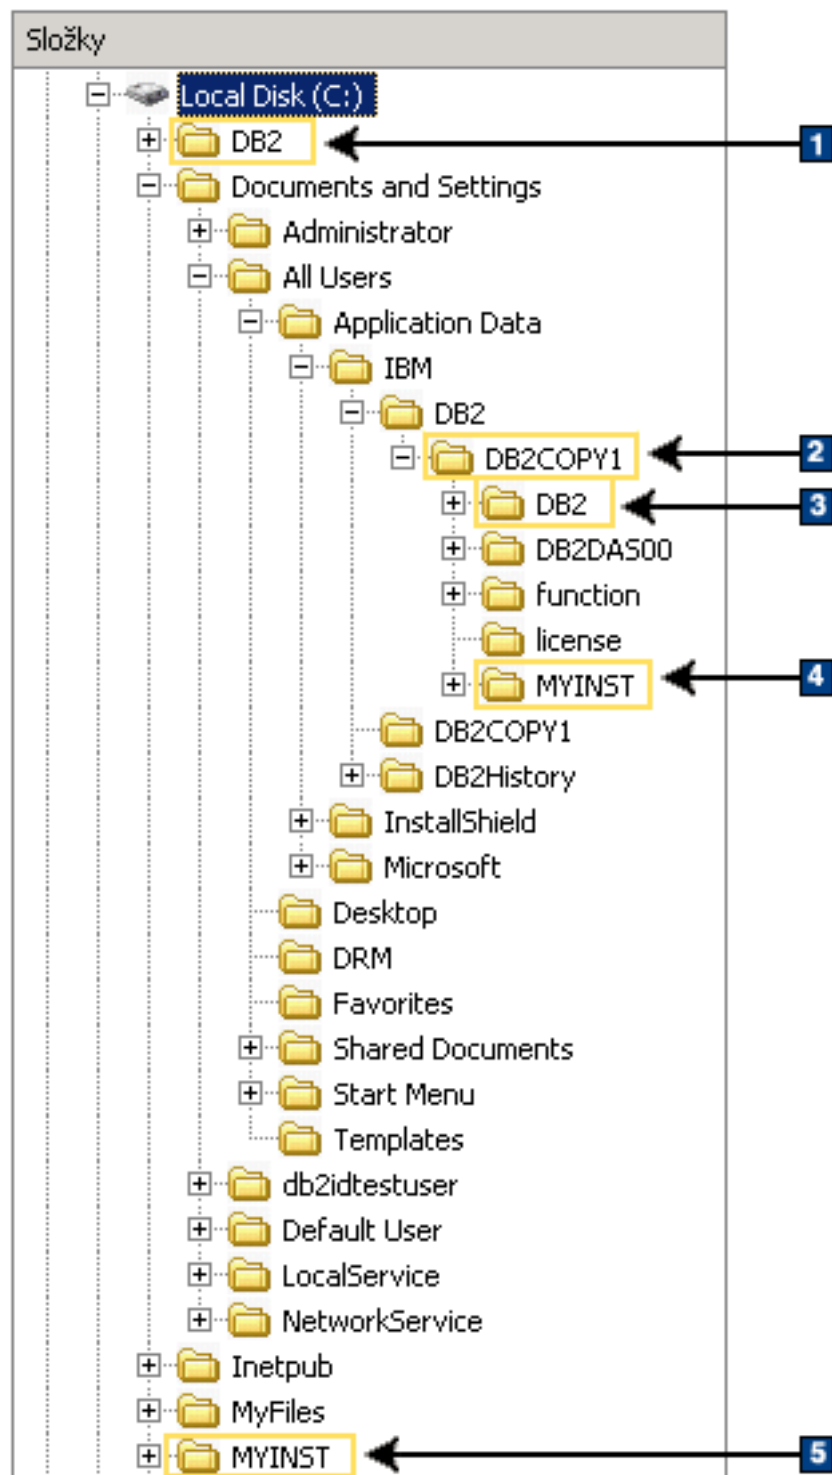 Složky
Local Disk (C:)
DB2
1
Documents and Settings
Administrator
All Users
Application Data
IBM
DB2
DB2COPY1
2
DB2
3
DB2DAS00
function
license
MYINST
4
DB2COPY1
DB2History
InstallShield
Microsoft
Desktop
DRM
Favorites
Shared Documents
Start Menu
Templates
db2idtestuser
Default User
LocalService
NetworkService
Inetpub
MyFiles
MYINST
5